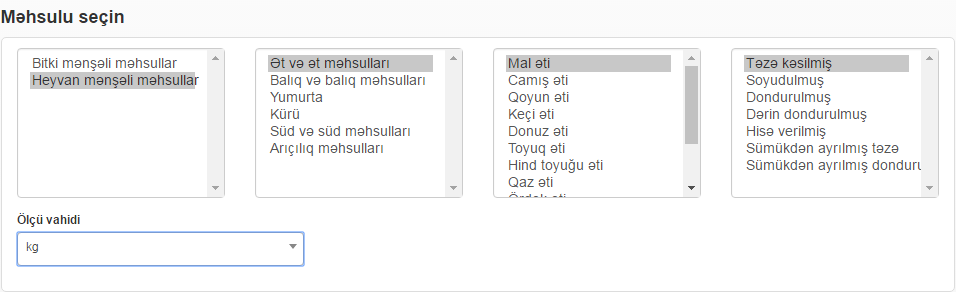 Məhsulu seçin
Bitki mənşəli məhsullar
Heyvan mənşəli məhsullar
Ət və ət məhsulları
Balıq və balıq məhsulları
Yumurta
Kürü
Süd və süd məhsulları
Arıçılıq məhsulları
Mal əti
Camış əti
Qoyun əti
Keçi əti
Donuz əti
Toyuq əti
Hind toyuğu əti
Qaz əti
Ördək əti
Təzə kəsilmiş
Soyudulmuş
Dondurulmuş
Dərin dondurulmuş
Hisə verilmiş
Sümükdən ayrılmış təzə
Sümükdən ayrılmış donduru
Ölçü vahidi
kg